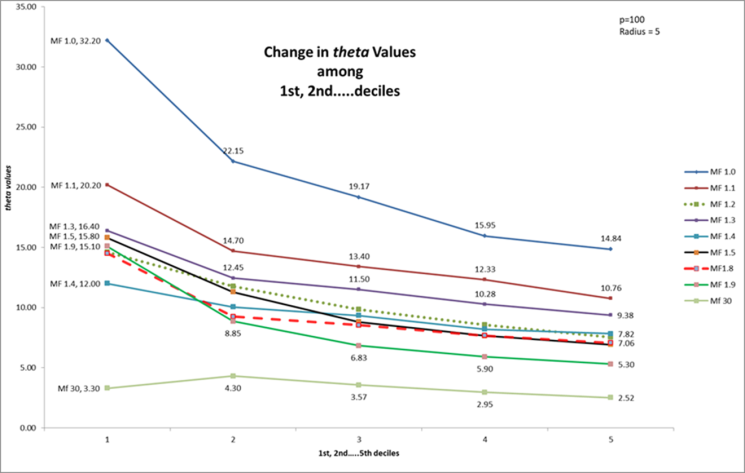 35.00
30.00
25.00
20.00
15.00
10.00
5.00
0.00
theta values
Change in theta Values
among
1st, 2nd.....deciles
p=100
Radius = 5
MF 1.0, 32.20
22.15
19.17
15.95
14.84
MF 1.1, 20.20
14.70
13.40
12.33
10.76
MF 1.3, 16.40
MF 1.5, 15.80
MF 1.9, 15.10
12.45
11.50
10.28
9.38
MF 1.4, 12.00
7.82
7.06
8.85
6.83
5.90
5.30
Mf 30, 3.30
4.30
3.57
2.95
2.52
1
2
3
4
5
1st, 2nd.....5th deciles
MF 1.0
MF 1.1
MF 1.2
MF 1.3
MF 1.4
MF 1.5
MF1.8
MF 1.9
Mf 30